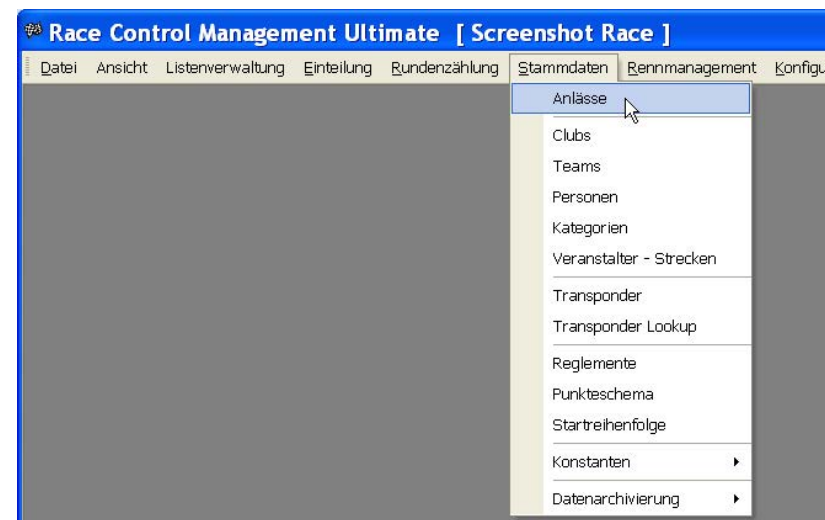 Race Control Management Ultimate [ Screenshot Race ]
Datei Ansicht Listenverwaltung Einteilung Rundenzählung Stammdaten Rennmanagement Konfigu
Anlässe
Clubs
Teams
Personen
Kategorien
Veranstalter - Strecken
Transponder
Transponder Lookup
Reglemente
Punkteschema
Startreihenfolge
Konstanten
Datenarchivierung